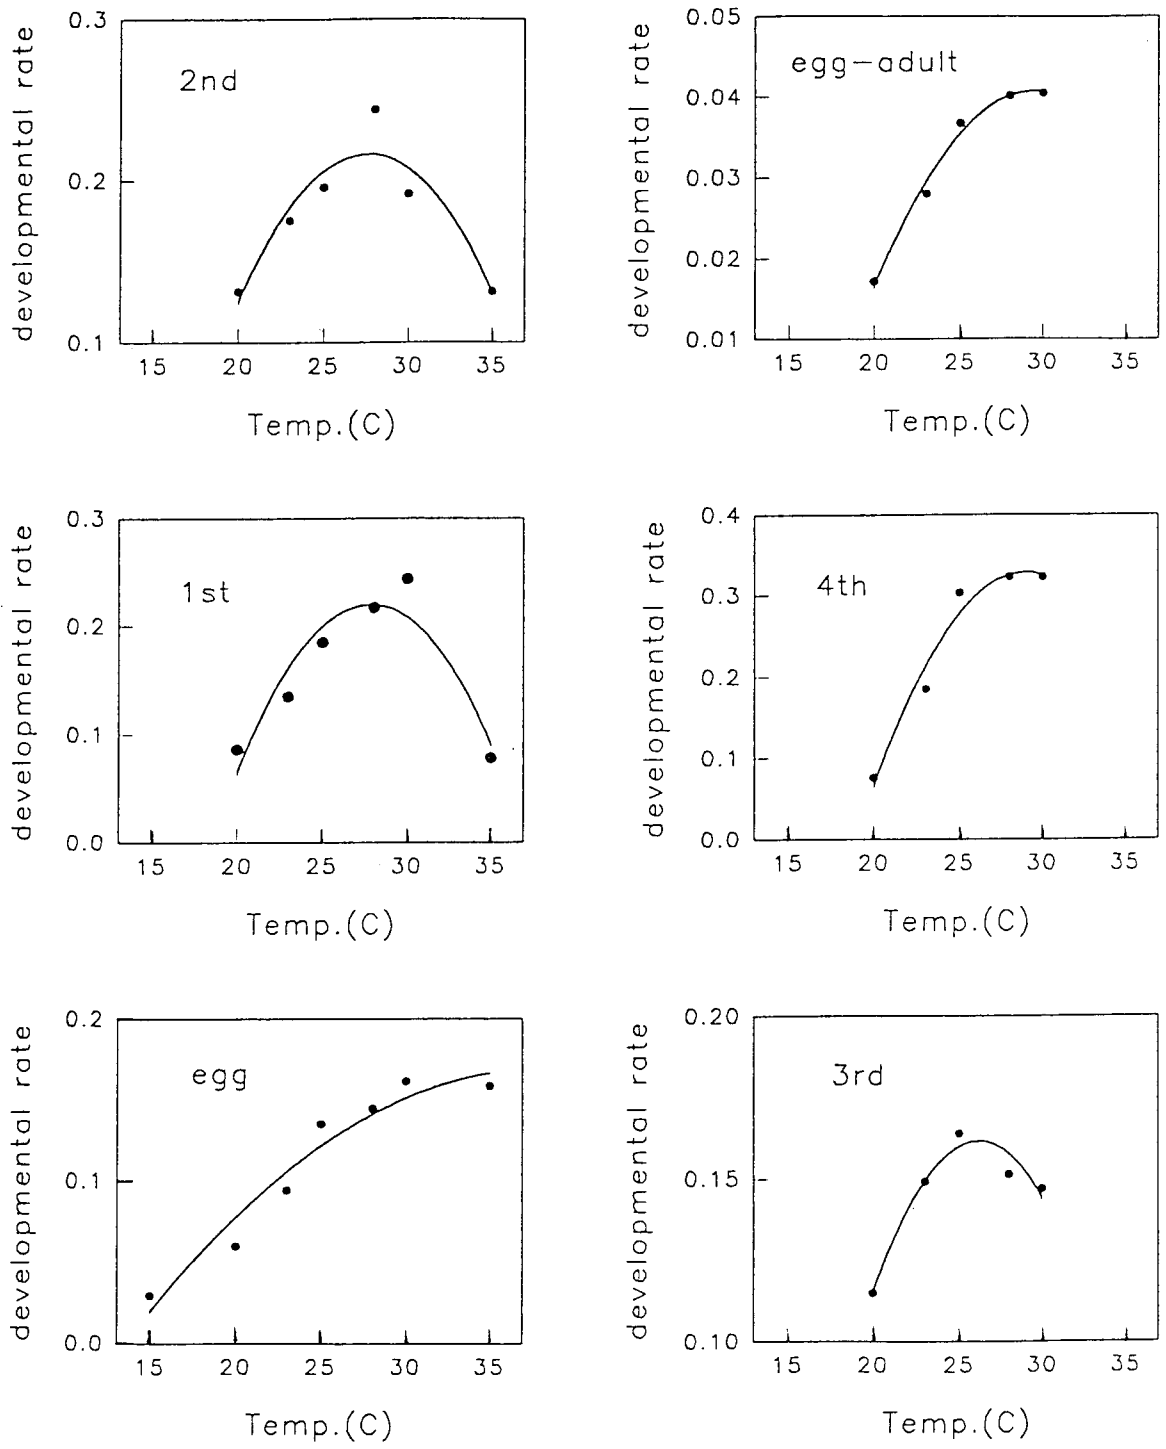 0.3
2nd
0.2
0.1
15 20 25 30 35
Temp.(C)
developmental rate
0.05
egg-adult
0.04
0.03
0.02
0.01
15 20 25 30 35
Temp.(C)
developmental rate
0.3
1st
0.2
0.1
0.0
15 20 25 30 35
Temp.(C)
developmental rate
0.4
4th
0.3
0.2
0.1
0.0
15 20 25 30 35
Temp.(C)
developmental rate
0.2
egg
0.1
0.0
15 20 25 30 35
Temp.(C)
developmental rate
0.20
3rd
0.15
0.10
15 20 25 30 35
Temp.(C)
developmental rate